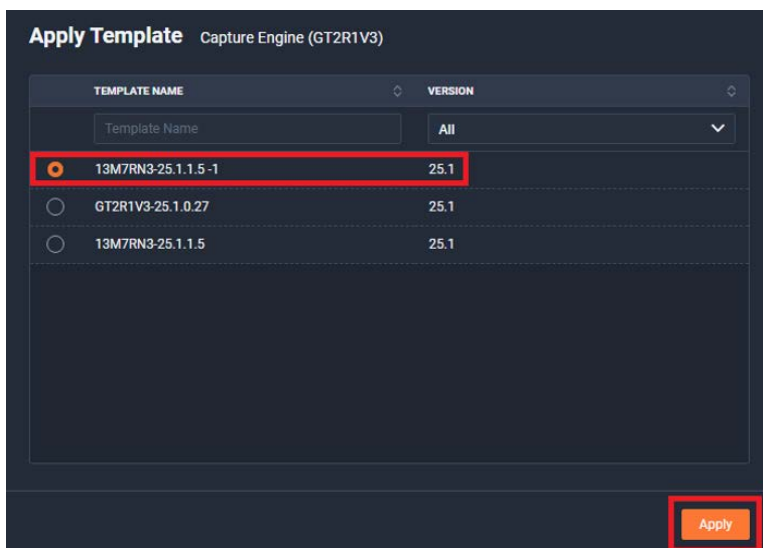 Apply Template Capture Engine (GT2R1V3)
TEMPLATE NAME VERSION
Template Name All
13M7RN3-25.1.1.5 -1 25.1
GT2R1V3-25.1.0.27 25.1
13M7RN3-25.1.1.5 25.1
Apply